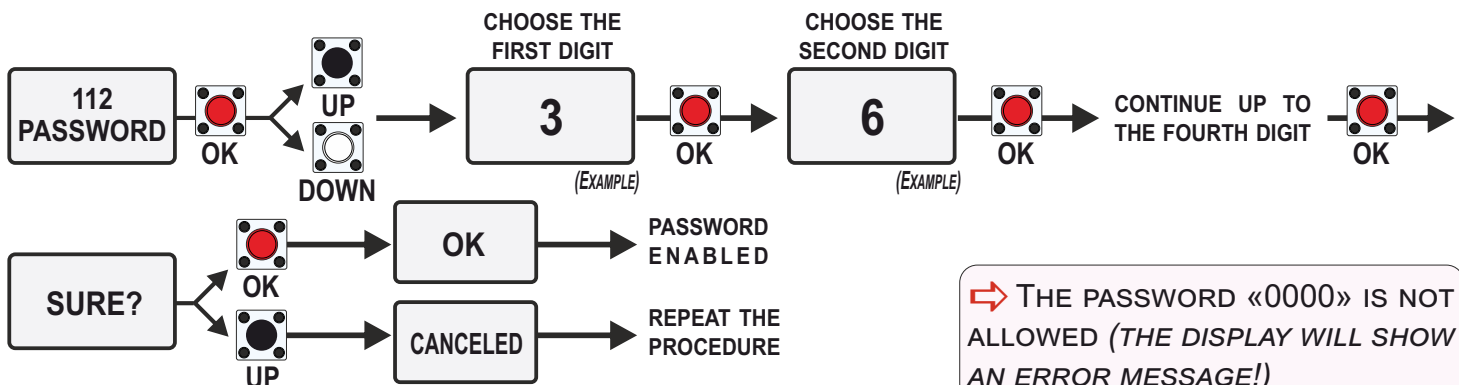 CHOOSE THE
FIRST DIGIT
CHOOSE THE
SECOND DIGIT
112
PASSWORD
OK
UP
DOWN
3
(EXAMPLE)
OK
6
(EXAMPLE)
OK
CONTINUE UP TO
THE FOURTH DIGIT
OK
SURE?
OK
UP
OK
PASSWORD
ENABLED
CANCELED
REPEAT THE
PROCEDURE
THE PASSWORD «0000» IS NOT
ALLOWED (THE DISPLAY WILL SHOW
AN ERROR MESSAGE!)